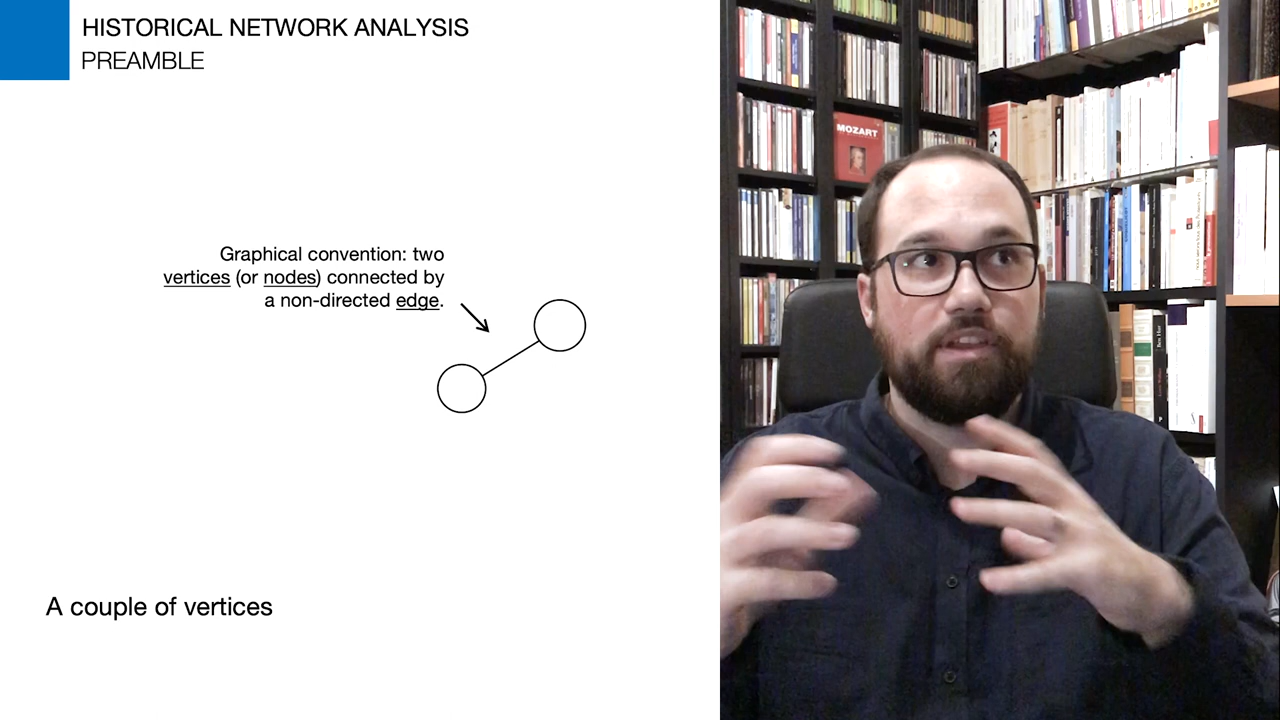 HISTORICAL NETWORK ANALYSIS
PREAMBLE
Graphical convention: two
vertices (or nodes) connected by
a non-directed edge.
A couple of vertices
MOZART